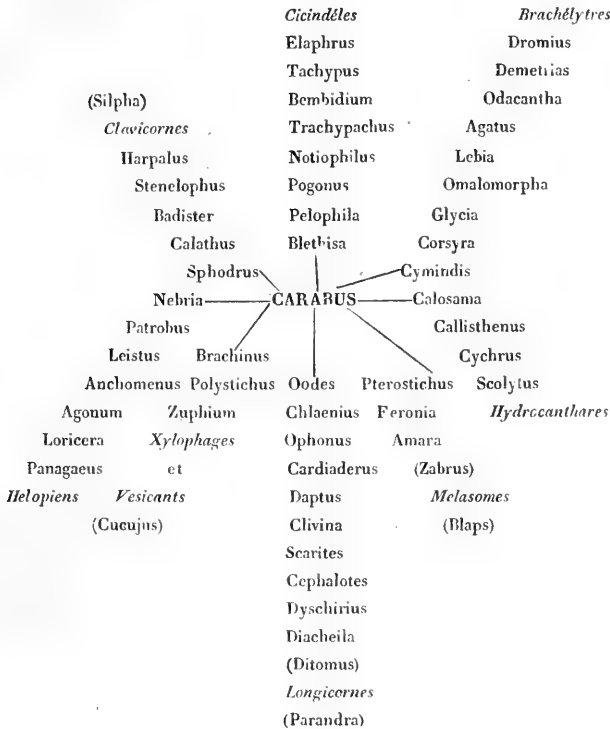 Cicindéles Brachélytres
Elaphrus Dromius
Tachypus Demetrias
(Silpha) Bembidium Odacantha
Clavicornes Trachypachus Agatus
Harpalus Notiophilus Lebia
Stenelophus Pogonus Omalomorpha
Badister Pelophila Glycia
Calathus Blethisa Corsyra
Sphodrus Cymindis
Nebria CARABUS Calosama
Patrobus Callisthenus
Leistus Brachinus Cychrus
Anchomenus Polystichus Oodes Pterostichus Scolytus
Agonum Zuphium Chlaenius Feronia Hydrocanthares
Loricera Xylophages Ophonus Amara
Panagaeus et Cardiaderus (Zabrus)
Helopiens Vesicants Daptus Melasomes
(Cucujus) Clivina (Blaps)
Scarites
Cephalotes
Dyschirius
Diacheila
(Ditomus)
Longicornes
(Parandra)